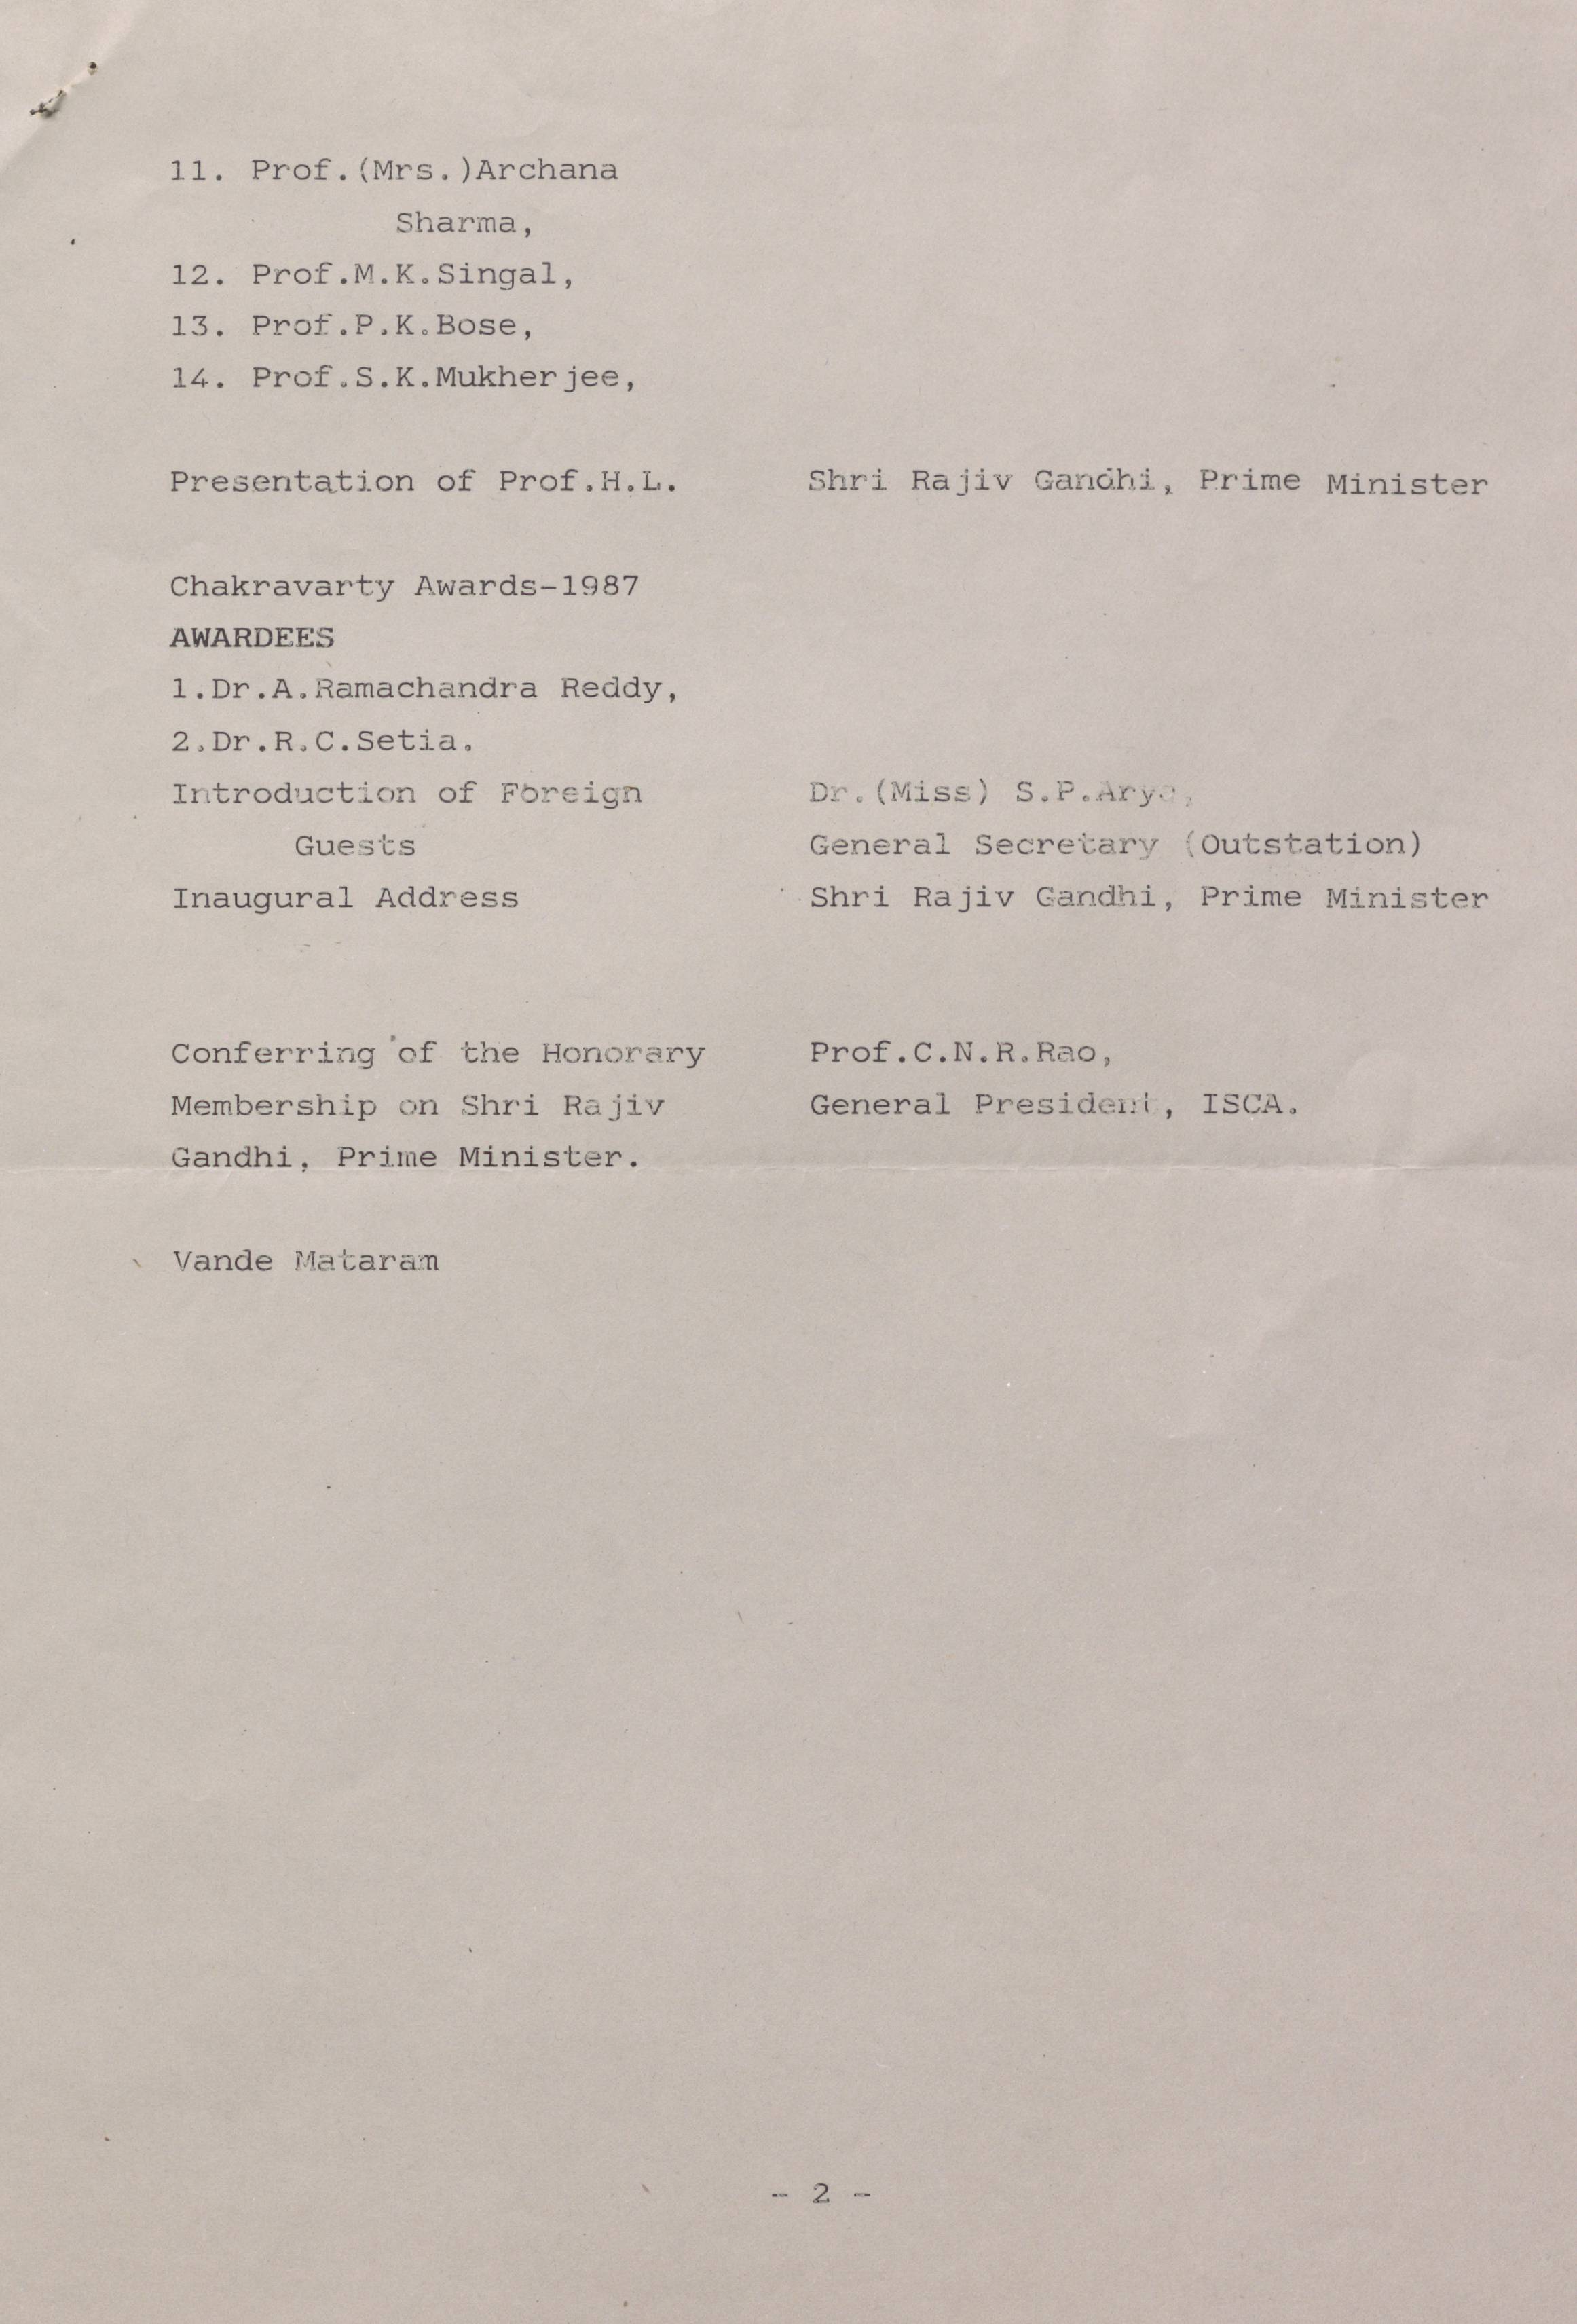 11. Prof.(Mrs.)Archana
Sharma,
12. Prof.M.K.Singal,
13. Prof.P.K.Bose,
14. Prof.S.K.Mukherjee,
Presentation of Prof.H.L. Shri Rajiv Gandhi, Prime Minister
Chakravarty Awards-1987
AWARDEES
1.Dr.A.Ramachandra Reddy,
2.Dr.R.C.Setia.
Introduction of Foreign Dr.(Miss) S.P.Arya,
Guests General Secretary (Outstation)
Inaugural Address Shri Rajiv Gandhi, Prime Minister
Conferring of the Honorary Prof.C.N.R.Rao,
Membership on Shri Rajiv General President, ISCA.
Gandhi, Prime Minister.
Vande Mataram
- 2 -